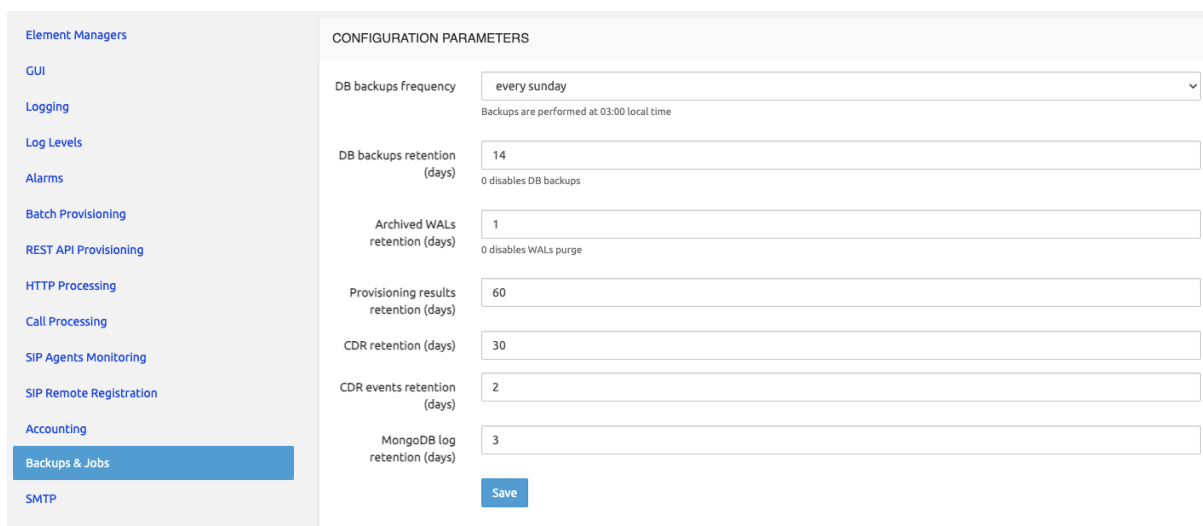 Element Managers
GUI
Logging
Log Levels
Alarms
Batch Provisioning
REST API Provisioning
HTTP Processing
Call Processing
SIP Agents Monitoring
SIP Remote Registration
Accounting
Backups & Jobs
SMTP
CONFIGURATION PARAMETERS
DB backups frequency
every sunday
Backups are performed at 03:00 local time
DB backups retention
(days)
14
0 disables DB backups
Archived WALs
retention (days)
1
0 disables WALs purge
Provisioning results
retention (days)
60
CDR retention (days)
30
CDR events retention
(days)
2
MongoDB log
retention (days)
3
Save